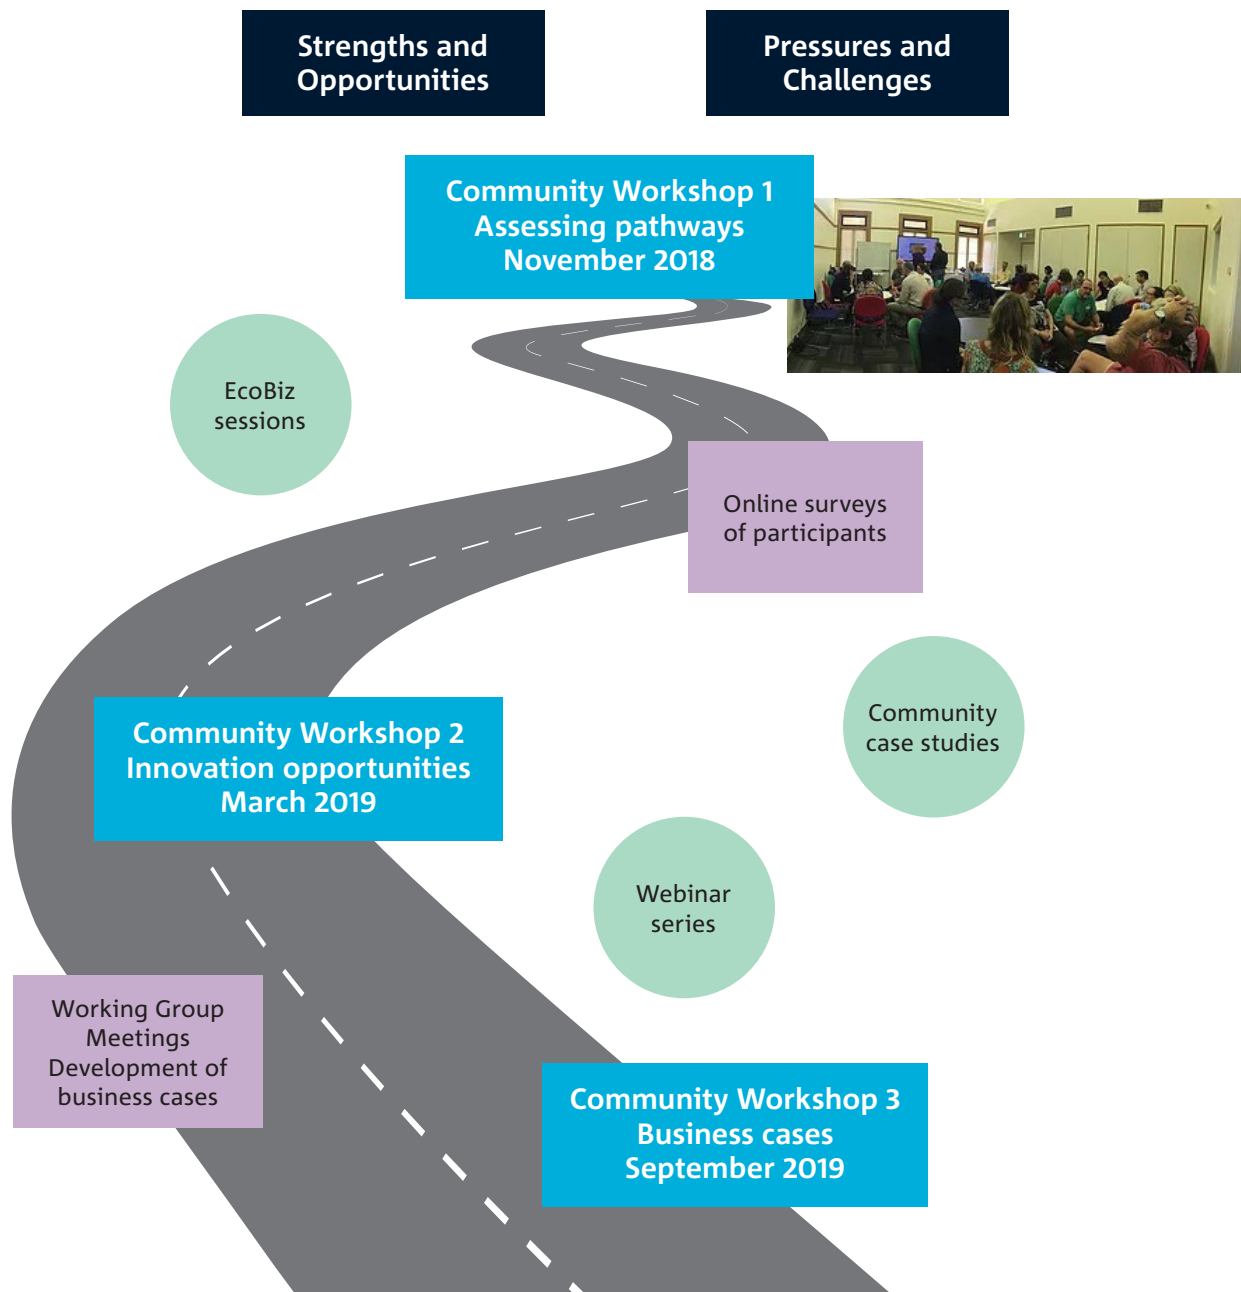 Strengths and
Opportunities
Pressures and
Challenges
Community Workshop 1
Assessing pathways
November 2018
EcoBiz
sessions
Online surveys
of participants
Community
case studies
Community Workshop 2
Innovation opportunities
March 2019
Webinar
series
Working Group
Meetings
Development of
business cases
Community Workshop 3
Business cases
September 2019